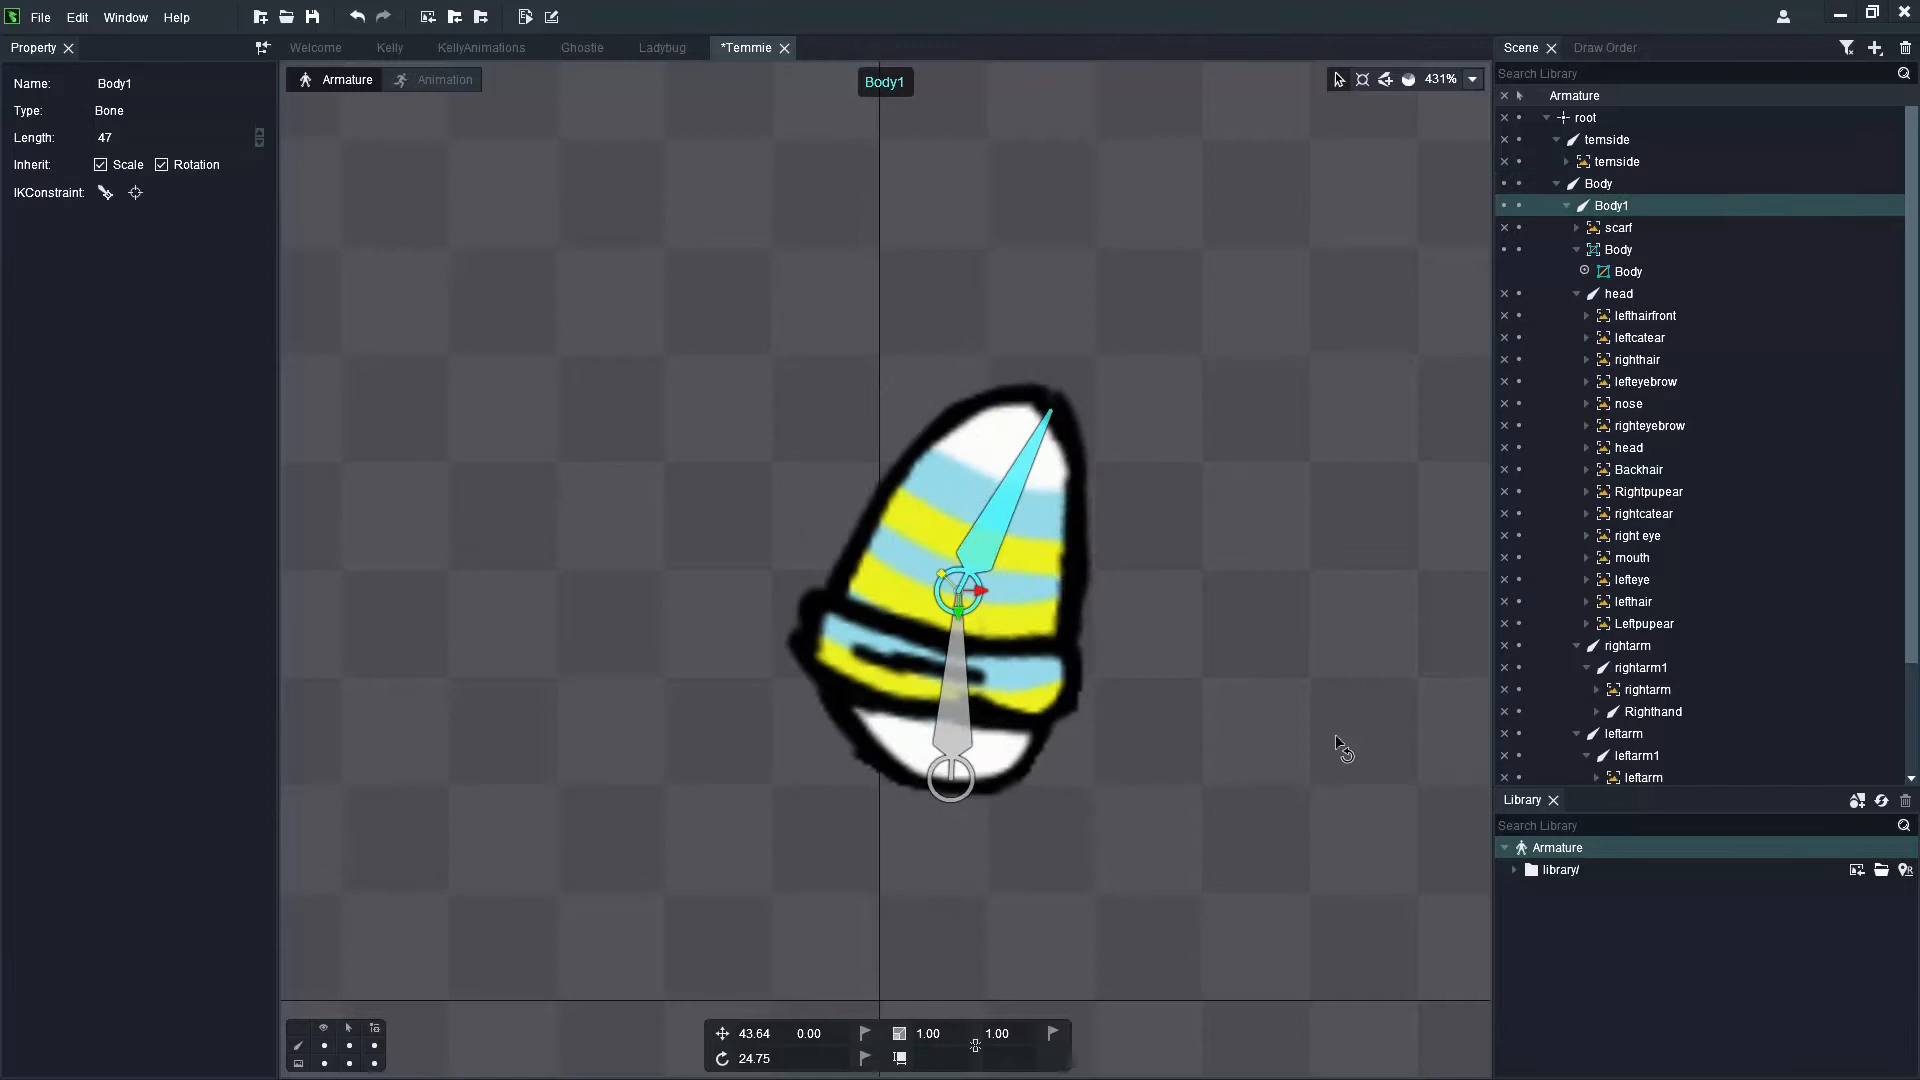 File Edit Window Help
Property
Welcome Kelly KellyAnimations Ghostie Ladybug *Temmie
Scene Draw Order
Name: Body1
Type: Bone
Length: 47
Inherit: Scale Rotation
IKConstraint:
Armature Animation
Body1
431%
Search Library
Armature
root
temside
temside
Body
Body1
scarf
Body
Body
head
lefthairfront
leftcatear
righthair
lefteyebrow
nose
righteyebrow
head
Backhair
Rightpupear
rightcatear
right eye
mouth
lefteye
lefthair
Leftpupear
rightarm
rightarm1
rightarm
Righthand
leftarm
leftarm1
leftarm
Library
Search Library
Armature
library/
43.64 0.00 1.00 1.00
24.75